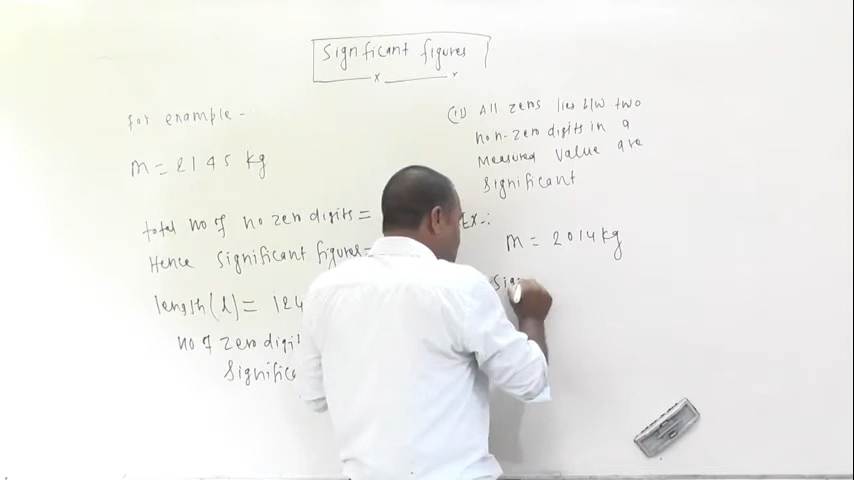 Significant figures
for example -
m = 2145 kg
total no of no zero digits =
Hence Significant figures =
length (l) = 124
no of zero digi
Significa
(ii) All zeros lies b/w two
non-zero digits in a
measured value are
Significant
Ex-:
m = 2014 kg
Sig